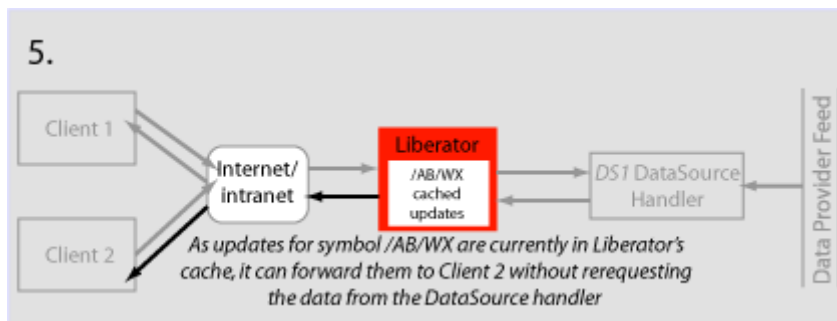 5.
Client 1
Internet/
intranet
Liberator
/AB/WX
cached
updates
DS1 DataSource
Handler
Data Provider Feed
Client 2
As updates for symbol /AB/WX are currently in Liberator's
cache, it can forward them to Client 2 without rerequesting
the data from the DataSource handler